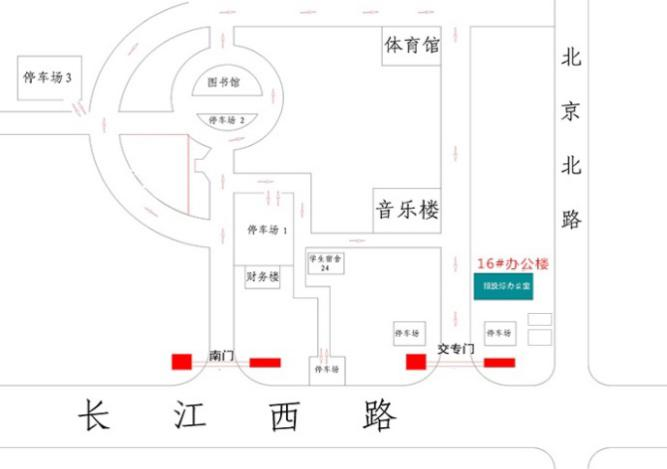 体育馆
停车场 3
图书馆
停车场 2
北京北路
音乐楼
停车场 1
学生宿舍
24
16#办公楼
财务楼
停车场
停车场
南门
交专门
停车场
长江西路